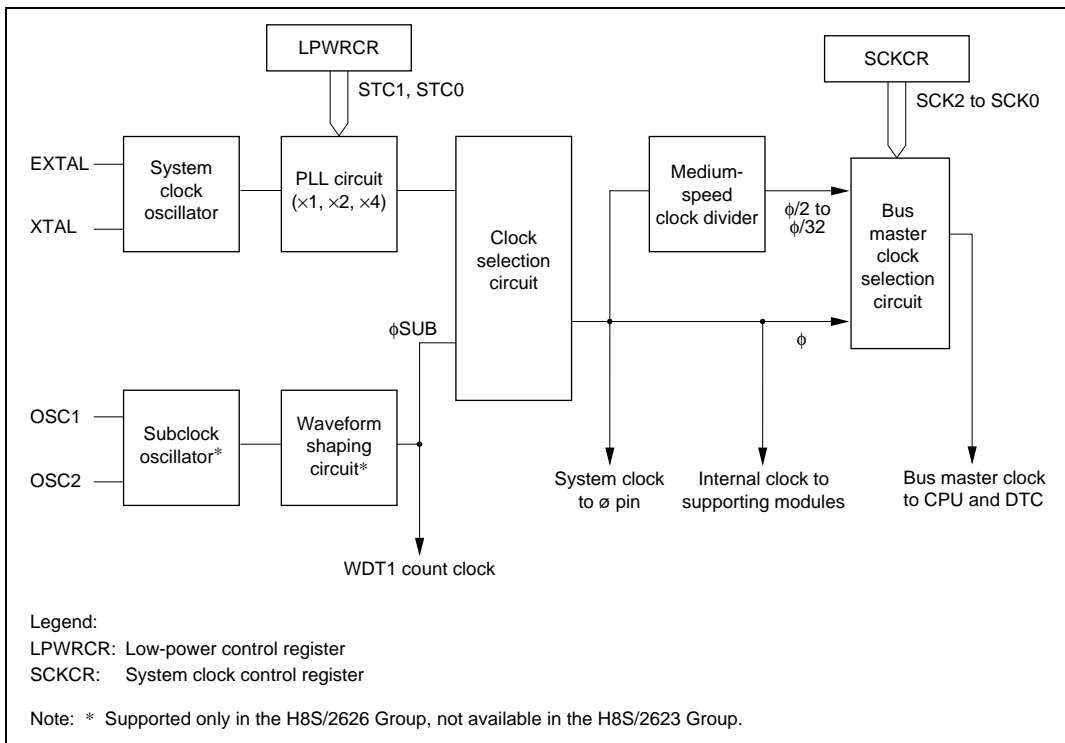 LPWRCR
STC1, STC0
SCKCR
SCK2 to SCK0
EXTAL
XTAL
System
clock
oscillator
PLL circuit
(×1, ×2, ×4)
Clock
selection
circuit
Medium-
speed
clock divider
ϕ/2 to
ϕ/32
Bus
master
clock
selection
circuit
ϕSUB
ϕ
OSC1
OSC2
Subclock
oscillator*
Waveform
shaping
circuit*
System clock
to ø pin
Internal clock to
supporting modules
Bus master clock
to CPU and DTC
WDT1 count clock
Legend:
LPWRCR: Low-power control register
SCKCR: System clock control register
Note: * Supported only in the H8S/2626 Group, not available in the H8S/2623 Group.